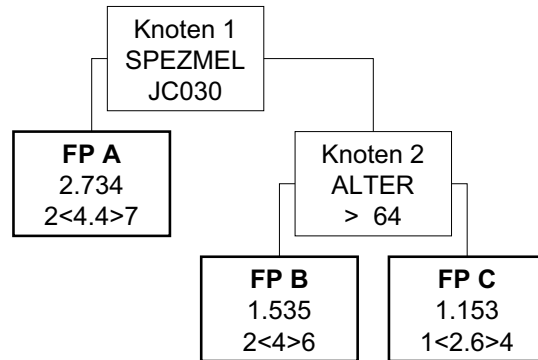 Knoten 1
SPEZMEL
JC030
FP A
2.734
2<4.4>7
Knoten 2
ALTER
> 64
FP B
1.535
2<4>6
FP C
1.153
1<2.6>4